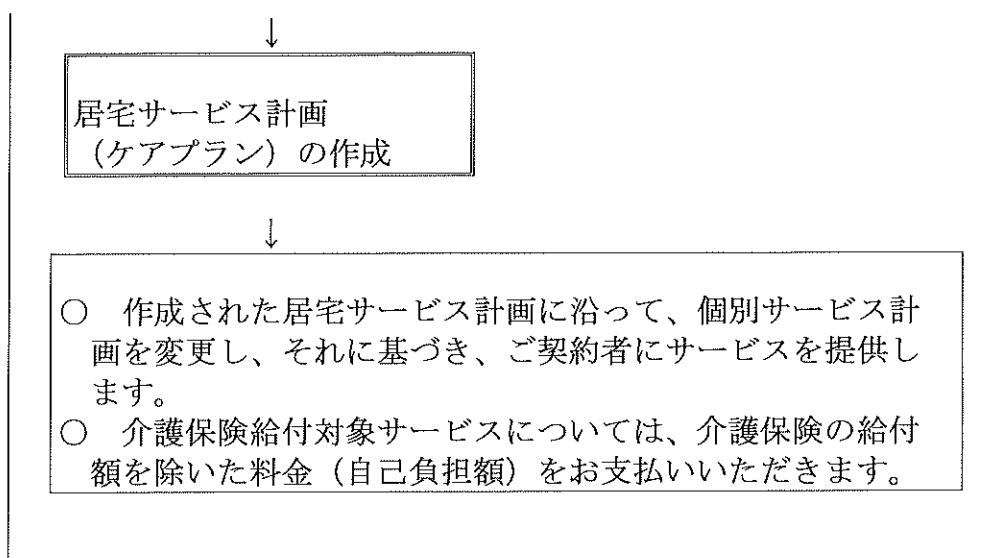 ↓
居宅サービス計画
(ケアプラン)の作成
↓
○ 作成された居宅サービス計画に沿って、個別サービス計
画を変更し、それに基づき、ご契約者にサービスを提供し
ます。
○ 介護保険給付対象サービスについては、介護保険の給付
額を除いた料金(自己負担額)をお支払いいただきます。